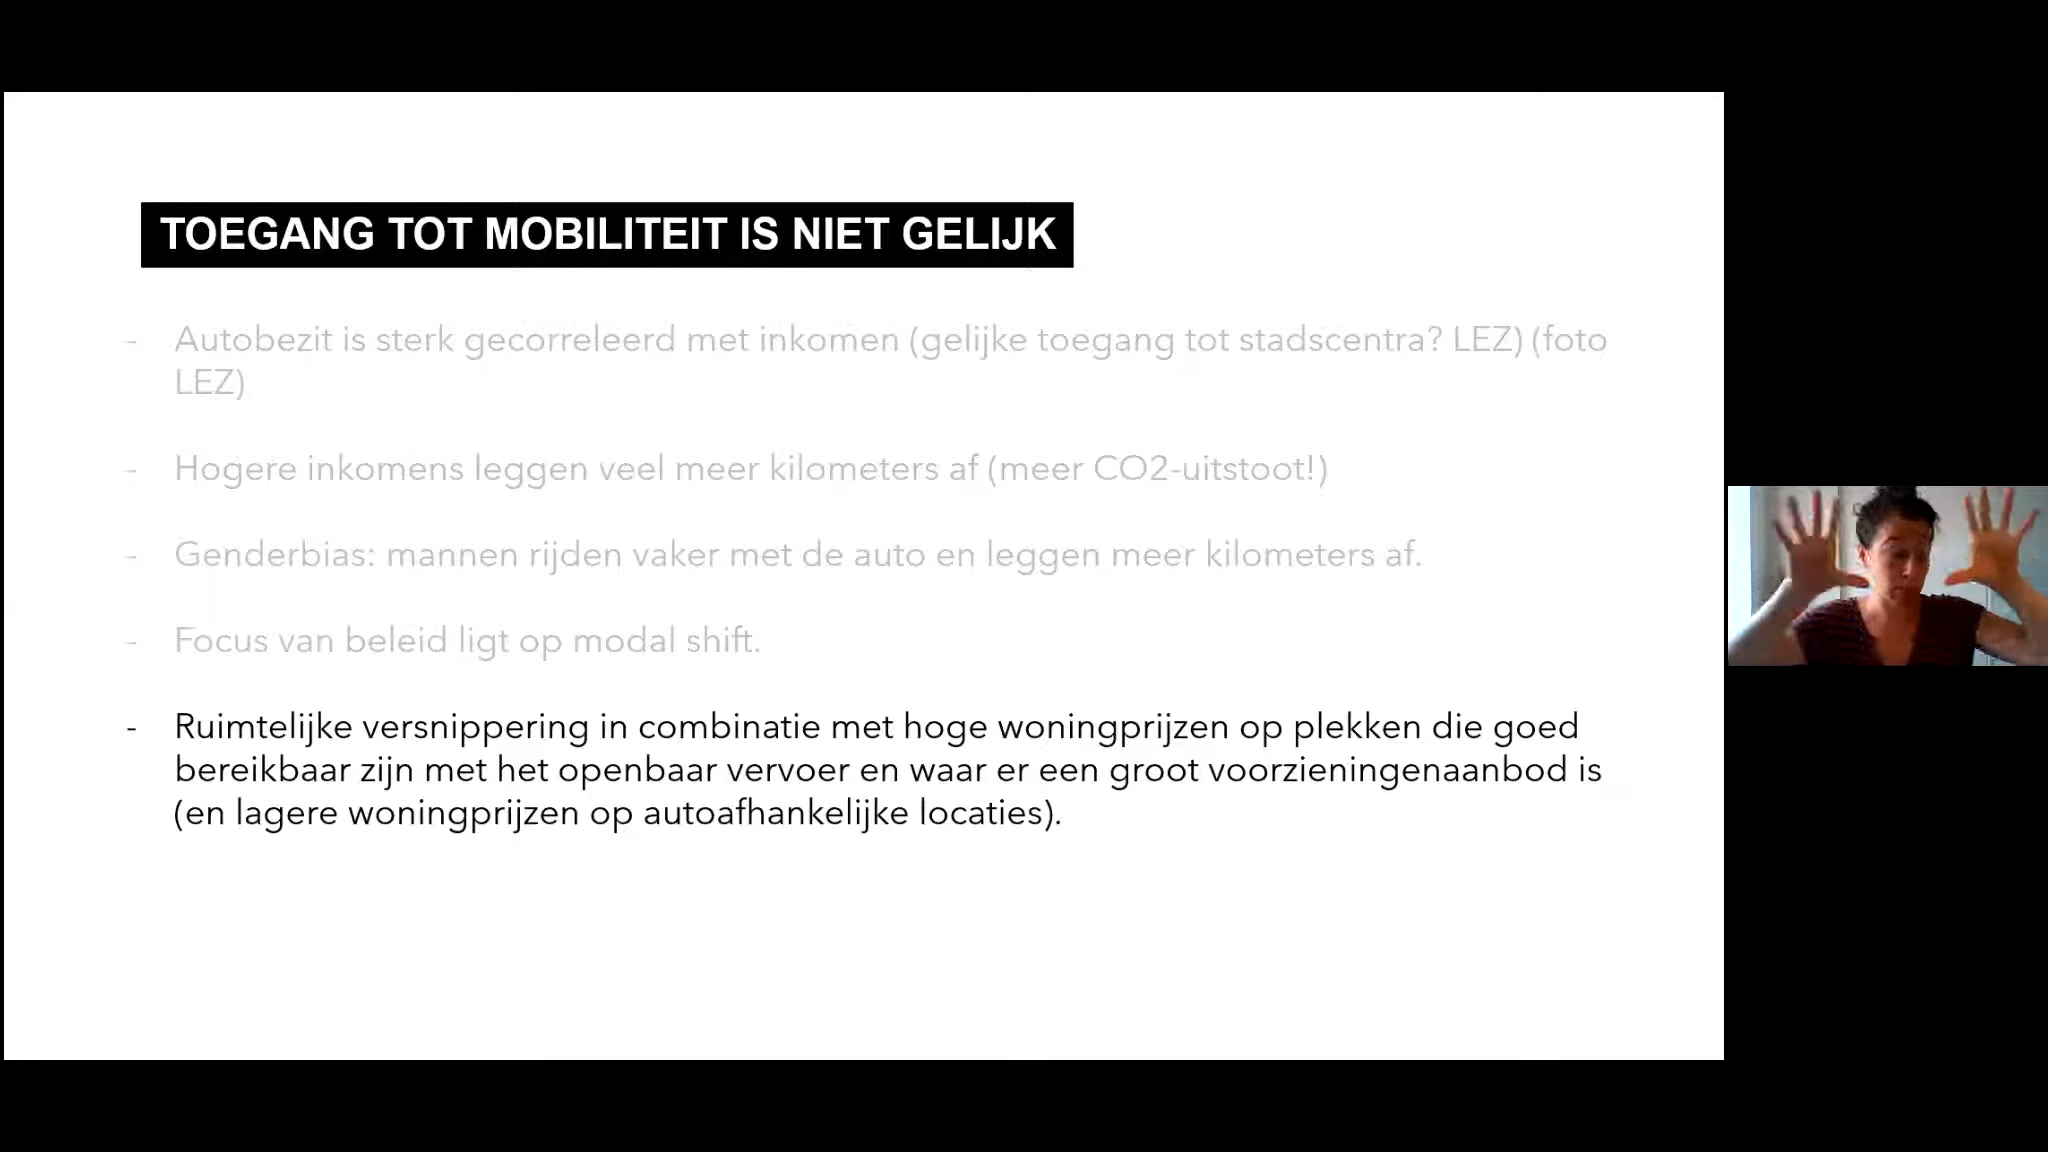 TOEGANG TOT MOBILITEIT IS NIET GELIJK
- Autobezit is sterk gecorreleerd met inkomen (gelijke toegang tot stadscentra? LEZ) (foto
LEZ)
- Hogere inkomens leggen veel meer kilometers af (meer CO2-uitstoot!)
- Genderbias: mannen rijden vaker met de auto en leggen meer kilometers af.
- Focus van beleid ligt op modal shift.
- Ruimtelijke versnippering in combinatie met hoge woningprijzen op plekken die goed
bereikbaar zijn met het openbaar vervoer en waar er een groot voorzieningenaanbod is
(en lagere woningprijzen op autoafhankelijke locaties).